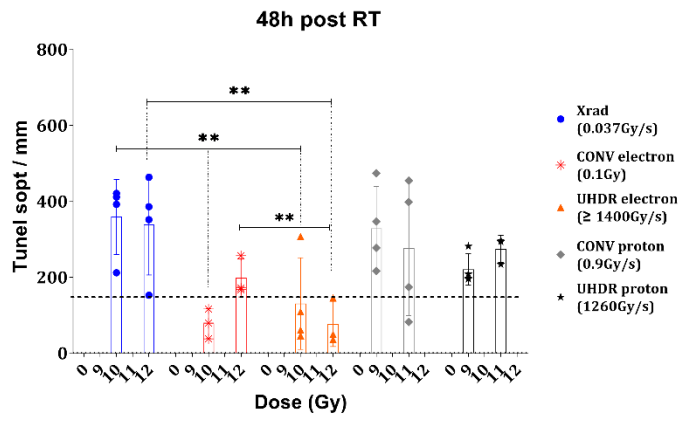 48h post RT
Tunel sopt / mm
800
600
400
200
0
**
**
**
0 9 10 11 12 0 9 10 11 12 0 9 10 11 12 0 9 10 11 12 0 9 10 11 12
Dose (Gy)
Xrad
(0.037Gy/s)
CONV electron
(0.1Gy)
UHDR electron
(≥ 1400Gy/s)
CONV proton
(0.9Gy/s)
UHDR proton
(1260Gy/s)